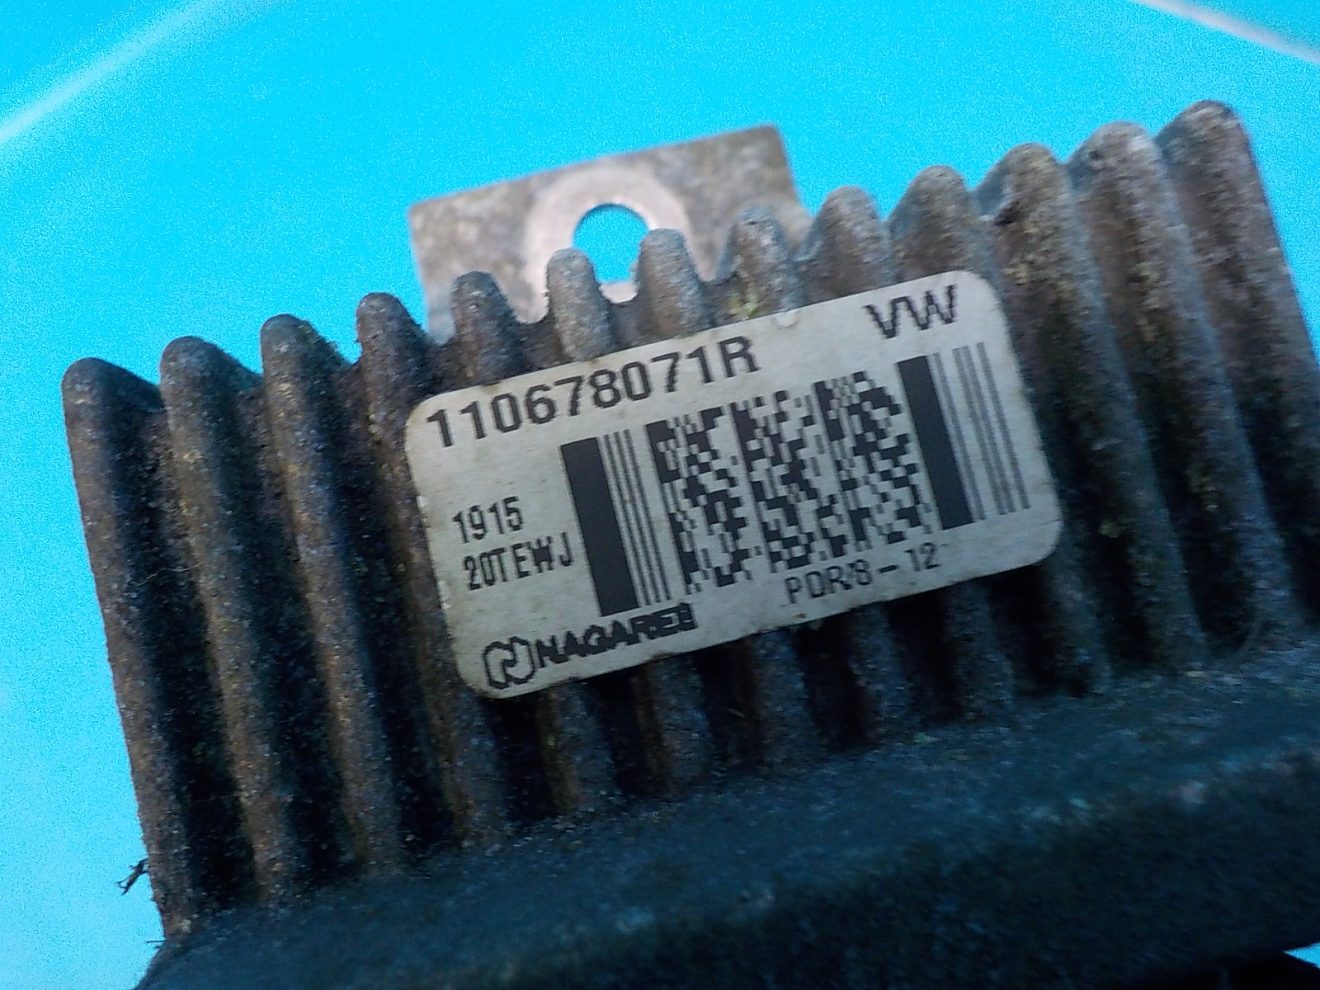 110678071R
VW
1915
20TEWJ
NAGARES
PDR/8-12